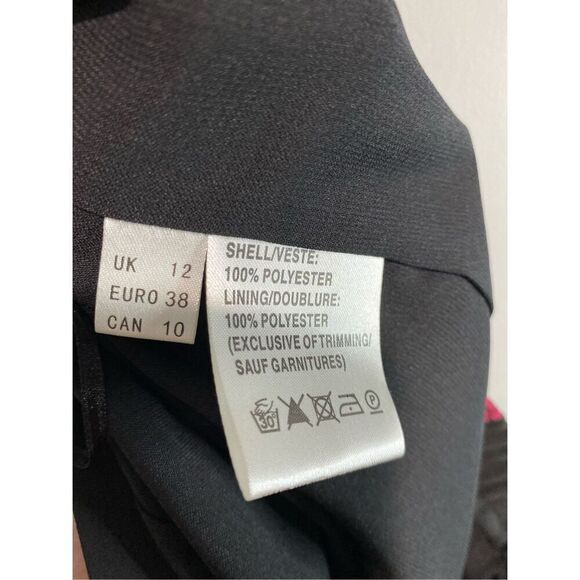 UK 12
EURO 38
CAN 10
SHELL/VESTE:
100% POLYESTER
LINING/DOUBLURE:
100% POLYESTER
(EXCLUSIVE OF TRIMMING/
SAUF GARNITURES)
30°
P